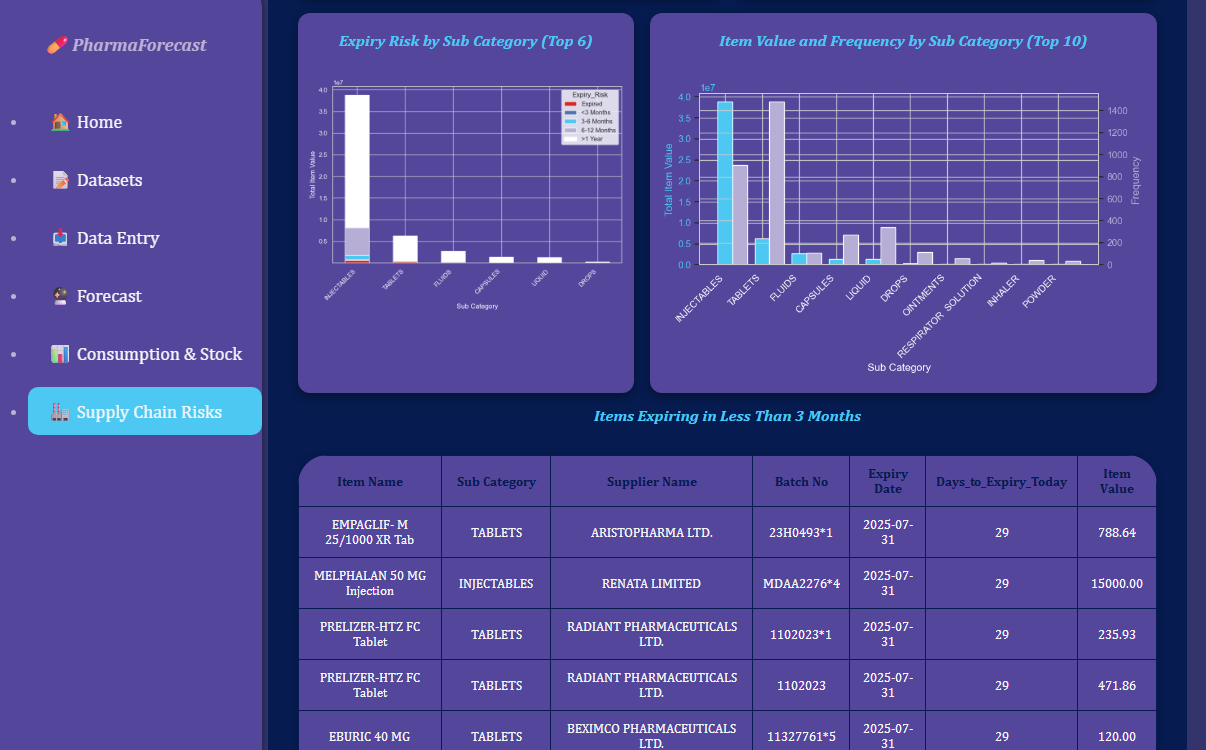 PharmaForecast
Home
Datasets
Data Entry
Forecast
Consumption & Stock
Supply Chain Risks
Expiry Risk by Sub Category (Top 6)
1e7
4.0
3.5
3.0
2.5
2.0
1.5
1.0
0.5
Total Item Value
Expiry_Risk
Expired
<3 Months
3-6 Months
6-12 Months
>1 Year
INJECTABLES
TABLETS
FLUIDS
CAPSULES
LIQUID
DROPS
Sub Category
Item Value and Frequency by Sub Category (Top 10)
1e7
4.0
3.5
3.0
2.5
2.0
1.5
1.0
0.5
0.0
Total Item Value
1400
1200
1000
800
600
400
200
0
Frequency
INJECTABLES
TABLETS
FLUIDS
CAPSULES
LIQUID
DROPS
OINTMENTS
RESPIRATOR SOLUTION
INHALER
POWDER
Sub Category
Items Expiring in Less Than 3 Months
Item Name Sub Category Supplier Name Batch No Expiry Date Days_to_Expiry_Today Item Value
EMPAGLIF- M 25/1000 XR Tab TABLETS ARISTOPHARMA LTD. 23H0493*1 2025-07-31 29 788.64
MELPHALAN 50 MG Injection INJECTABLES RENATA LIMITED MDAA2276*4 2025-07-31 29 15000.00
PRELIZER-HTZ FC Tablet TABLETS RADIANT PHARMACEUTICALS LTD. 1102023*1 2025-07-31 29 235.93
PRELIZER-HTZ FC Tablet TABLETS RADIANT PHARMACEUTICALS LTD. 1102023 2025-07-31 29 471.86
EBURIC 40 MG TABLETS BEXIMCO PHARMACEUTICALS LTD. 11327761*5 2025-07-31 29 120.00